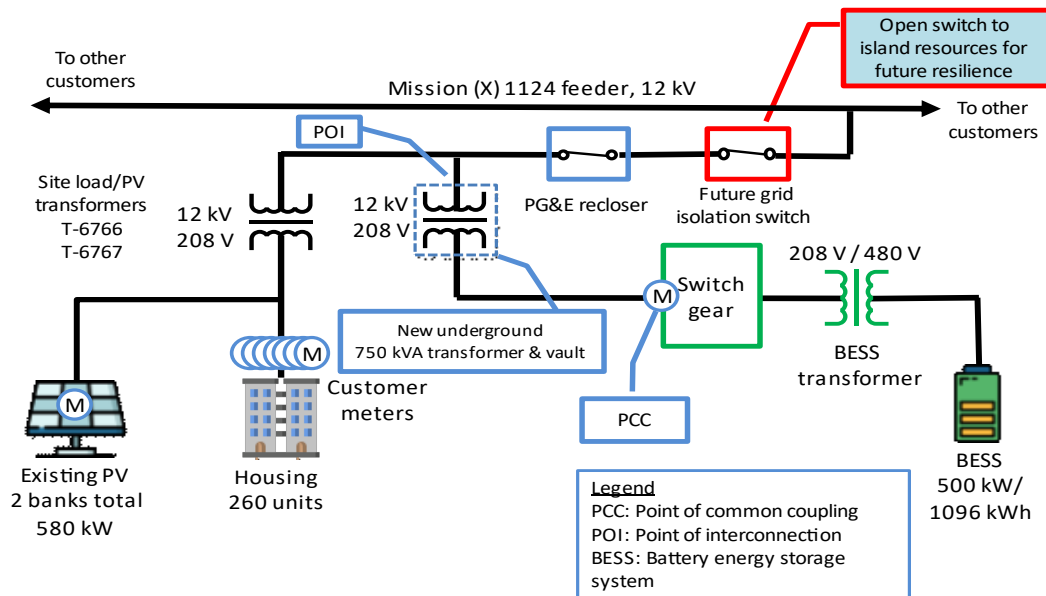 Open switch to
island resources for
future resilience
To other
customers
Mission (X) 1124 feeder, 12 kV
To other
customers
POI
Site load/PV
transformers
T-6766
T-6767
12 kV
208 V
12 kV
208 V
PG&E recloser
Future grid
isolation switch
208 V / 480 V
M
Switch
gear
New underground
750 kVA transformer & vault
BESS
transformer
M
Customer
meters
M
PCC
Existing PV
2 banks total
580 kW
Housing
260 units
BESS
500 kW/
1096 kWh
Legend
PCC: Point of common coupling
POI: Point of interconnection
BESS: Battery energy storage
system